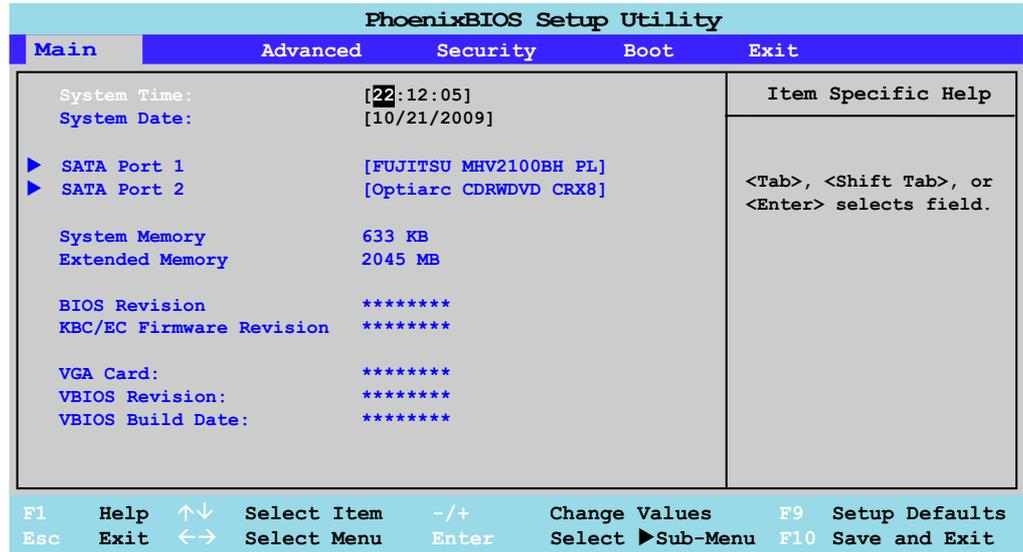 PhoenixBIOS Setup Utility
Main Advanced Security Boot Exit
System Time: [22:12:05]
System Date: [10/21/2009]
▶ SATA Port 1 [FUJITSU MHV2100BH PL]
▶ SATA Port 2 [Optiarc CDRWDVD CRX8]
System Memory 633 KB
Extended Memory 2045 MB
BIOS Revision ********
KBC/EC Firmware Revision ********
VGA Card: ********
VBIOS Revision: ********
VBIOS Build Date: ********
Item Specific Help
<Tab>, <Shift Tab>, or
<Enter> selects field.
F1 Help ↑↓ Select Item -/+ Change Values F9 Setup Defaults
Esc Exit ←→ Select Menu Enter Select ▶Sub-Menu F10 Save and Exit